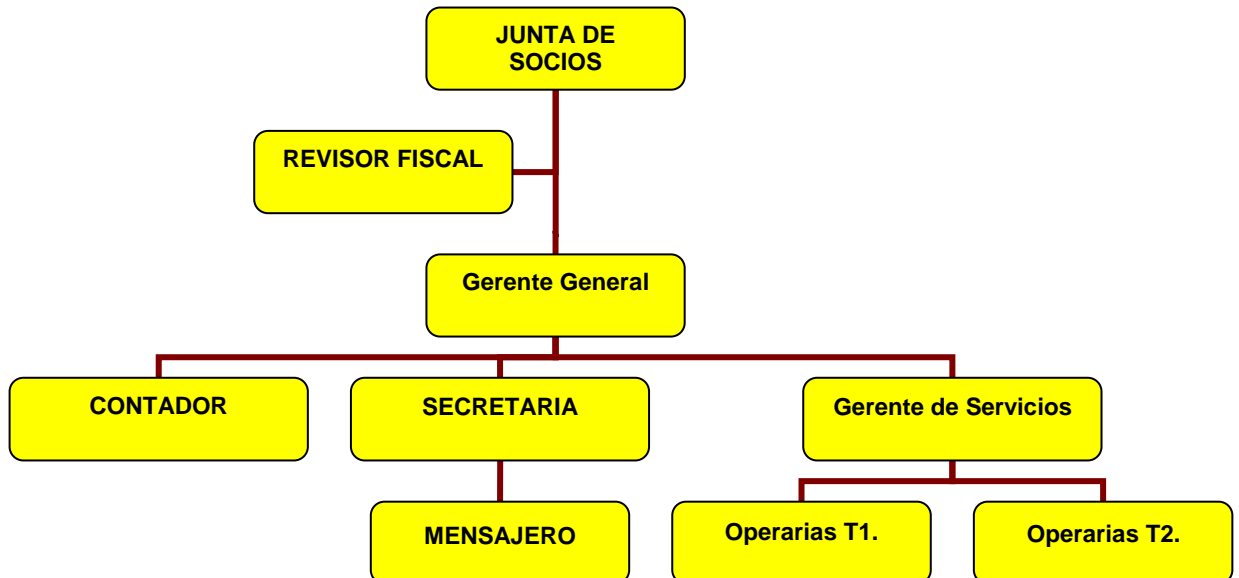 JUNTA DE
SOCIOS
REVISOR FISCAL
Gerente General
CONTADOR
SECRETARIA
Gerente de Servicios
MENSAJERO
Operarias T1.
Operarias T2.